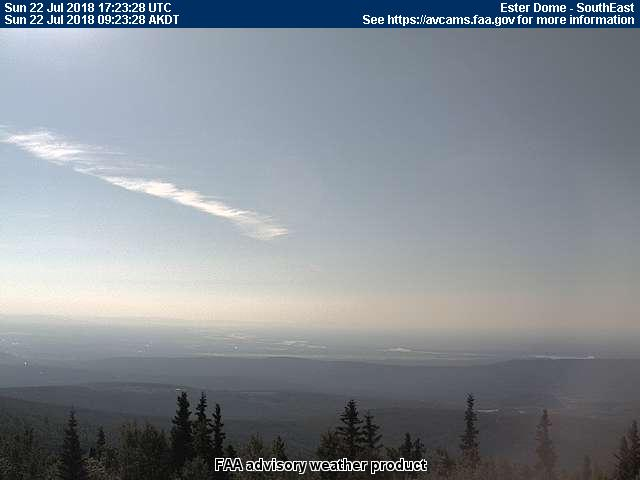 Sun 22 Jul 2018 17:23:28 UTC Ester Dome - SouthEast
Sun 22 Jul 2018 09:23:28 AKDT See https://avcams.faa.gov for more information
FAA advisory weather product